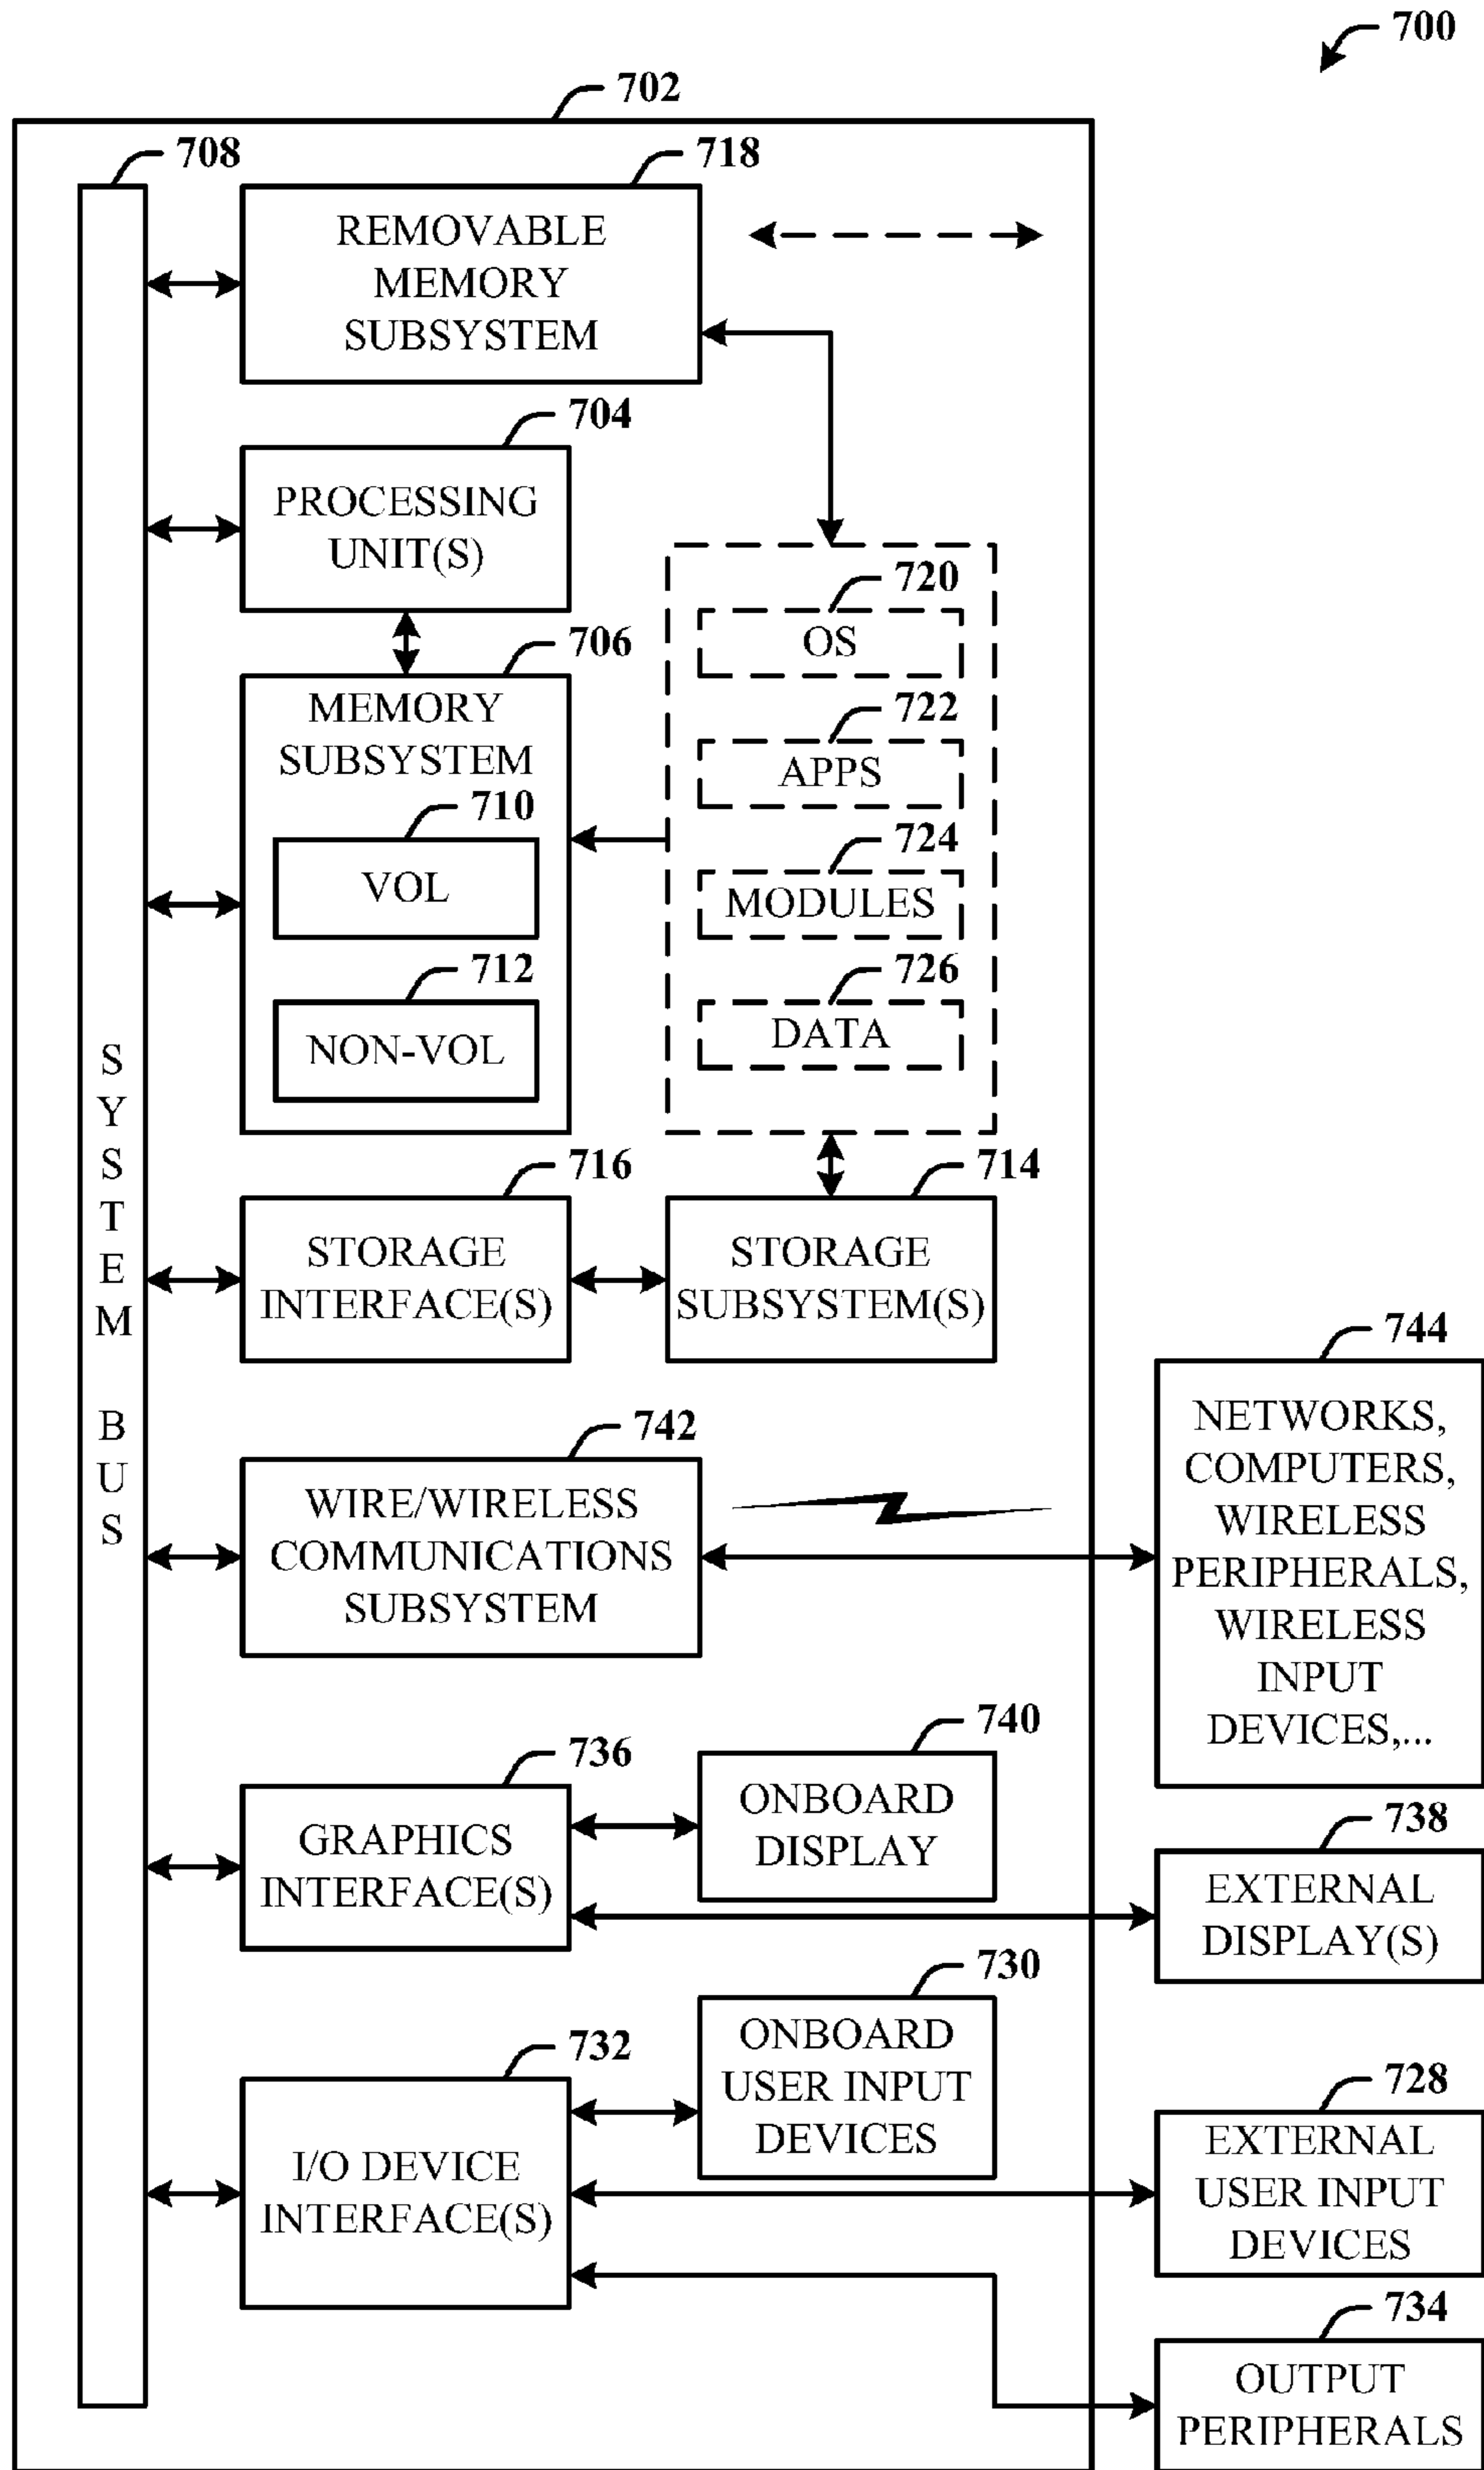 700
702
708
718
REMOVABLE
MEMORY
SUBSYSTEM
704
PROCESSING
UNIT(S)
706
MEMORY
SUBSYSTEM
710
VOL
712
NON-VOL
720
OS
722
APPS
724
MODULES
726
DATA
SYSTEM BUS
716
STORAGE
INTERFACE(S)
714
STORAGE
SUBSYSTEM(S)
742
WIRE/WIRELESS
COMMUNICATIONS
SUBSYSTEM
744
NETWORKS,
COMPUTERS,
WIRELESS
PERIPHERALS,
WIRELESS
INPUT
DEVICES,...
736
GRAPHICS
INTERFACE(S)
740
ONBOARD
DISPLAY
738
EXTERNAL
DISPLAY(S)
732
I/O DEVICE
INTERFACE(S)
730
ONBOARD
USER INPUT
DEVICES
728
EXTERNAL
USER INPUT
DEVICES
734
OUTPUT
PERIPHERALS